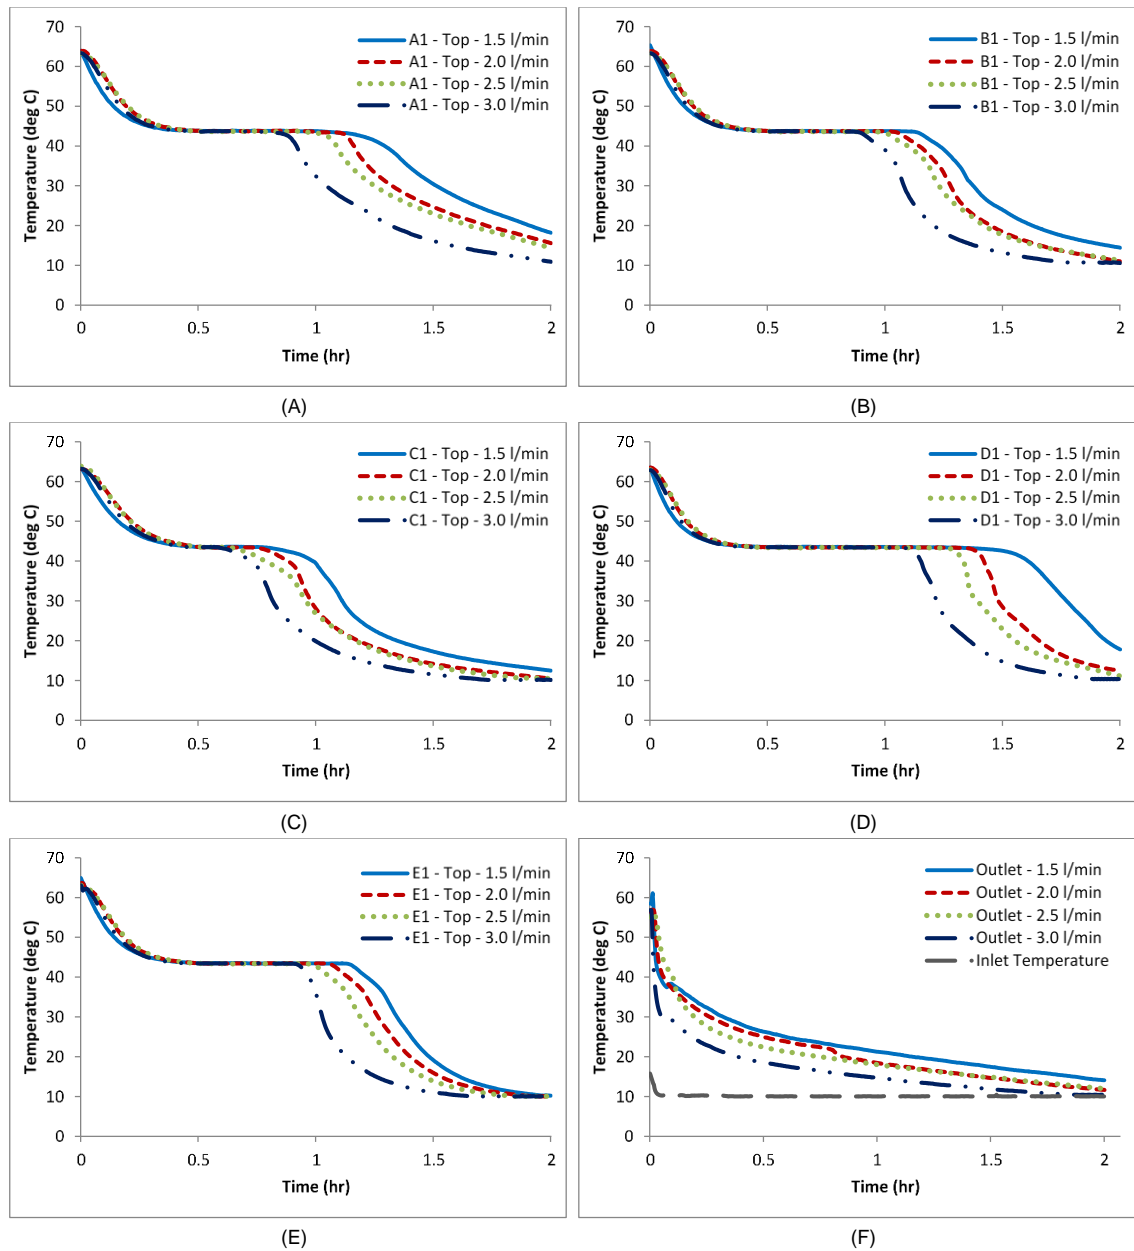 70
60
50
40
30
20
10
0
Temperature (deg C)
A1 - Top - 1.5 l/min
A1 - Top - 2.0 l/min
A1 - Top - 2.5 l/min
A1 - Top - 3.0 l/min
0 0.5 1 1.5 2
Time (hr)
(A)
70
60
50
40
30
20
10
0
Temperature (deg C)
B1 - Top - 1.5 l/min
B1 - Top - 2.0 l/min
B1 - Top - 2.5 l/min
B1 - Top - 3.0 l/min
0 0.5 1 1.5 2
Time (hr)
(B)
70
60
50
40
30
20
10
0
Temperature (deg C)
C1 - Top - 1.5 l/min
C1 - Top - 2.0 l/min
C1 - Top - 2.5 l/min
C1 - Top - 3.0 l/min
0 0.5 1 1.5 2
Time (hr)
(C)
70
60
50
40
30
20
10
0
Temperature (deg C)
D1 - Top - 1.5 l/min
D1 - Top - 2.0 l/min
D1 - Top - 2.5 l/min
D1 - Top - 3.0 l/min
0 0.5 1 1.5 2
Time (hr)
(D)
70
60
50
40
30
20
10
0
Temperature (deg C)
E1 - Top - 1.5 l/min
E1 - Top - 2.0 l/min
E1 - Top - 2.5 l/min
E1 - Top - 3.0 l/min
0 0.5 1 1.5 2
Time (hr)
(E)
70
60
50
40
30
20
10
0
Temperature (deg C)
Outlet - 1.5 l/min
Outlet - 2.0 l/min
Outlet - 2.5 l/min
Outlet - 3.0 l/min
Inlet Temperature
0 0.5 1 1.5 2
Time (hr)
(F)